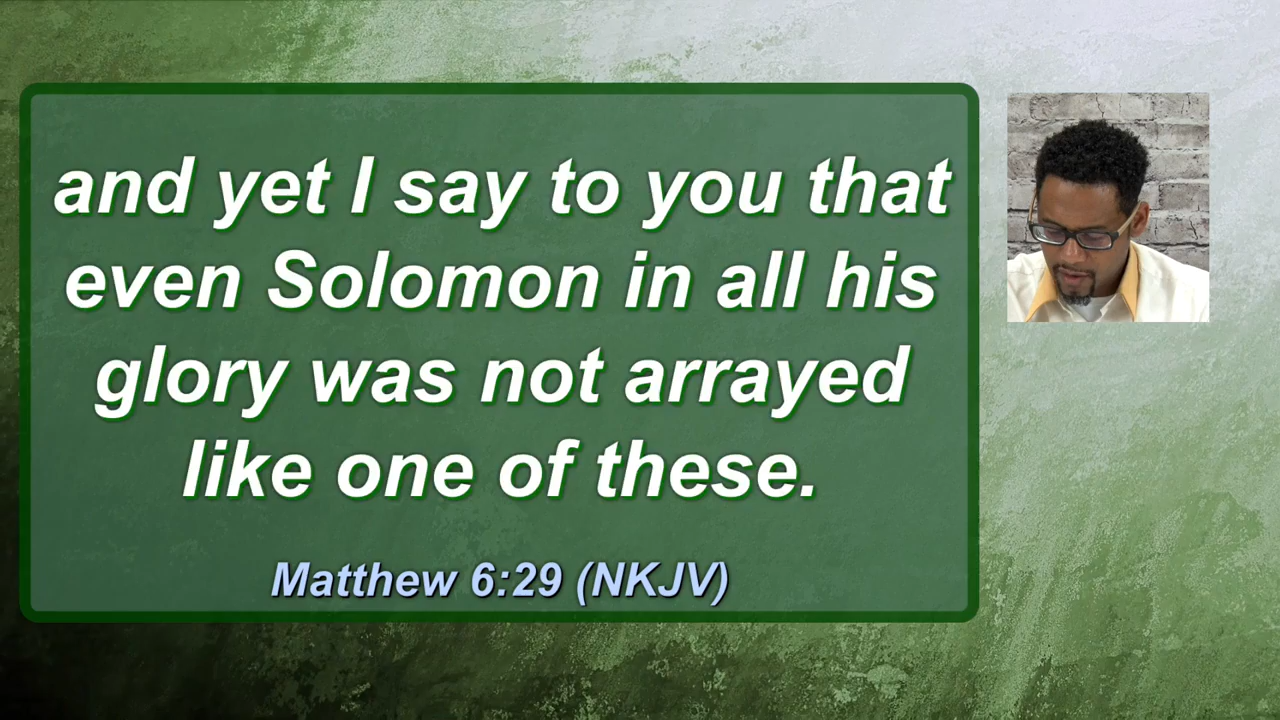 and yet I say to you that
even Solomon in all his
glory was not arrayed
like one of these.
Matthew 6:29 (NKJV)